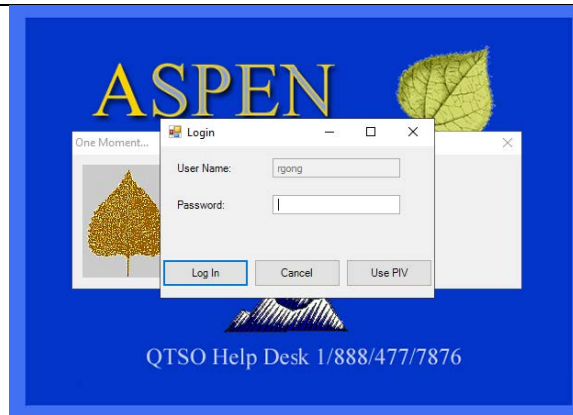 ASPEN
One Moment...
Login
User Name:
rgong
Password:
Log In
Cancel
Use PIV
QTSO Help Desk 1/888/477/7876